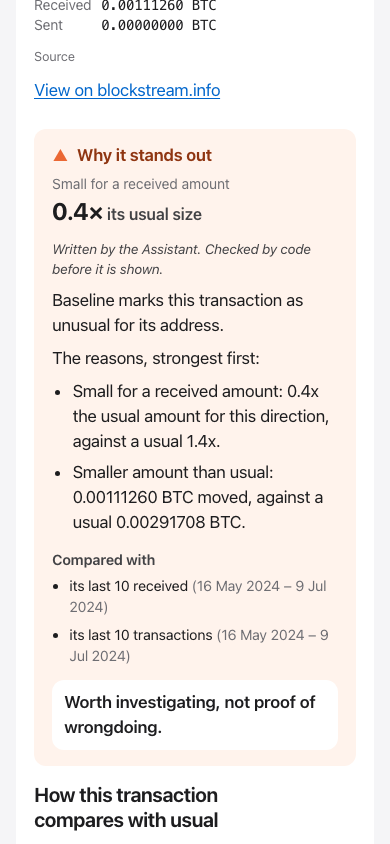 Received 0.00111260 BTC
Sent 0.00000000 BTC
Source
View on blockstream.info
Why it stands out
Small for a received amount
0.4× its usual size
Written by the Assistant. Checked by code
before it is shown.
Baseline marks this transaction as
unusual for its address.
The reasons, strongest first:
• Small for a received amount: 0.4x
the usual amount for this direction,
against a usual 1.4x.
• Smaller amount than usual:
0.00111260 BTC moved, against a
usual 0.00291708 BTC.
Compared with
• its last 10 received (16 May 2024 – 9 Jul
2024)
• its last 10 transactions (16 May 2024 – 9
Jul 2024)
Worth investigating, not proof of
wrongdoing.
How this transaction
compares with usual